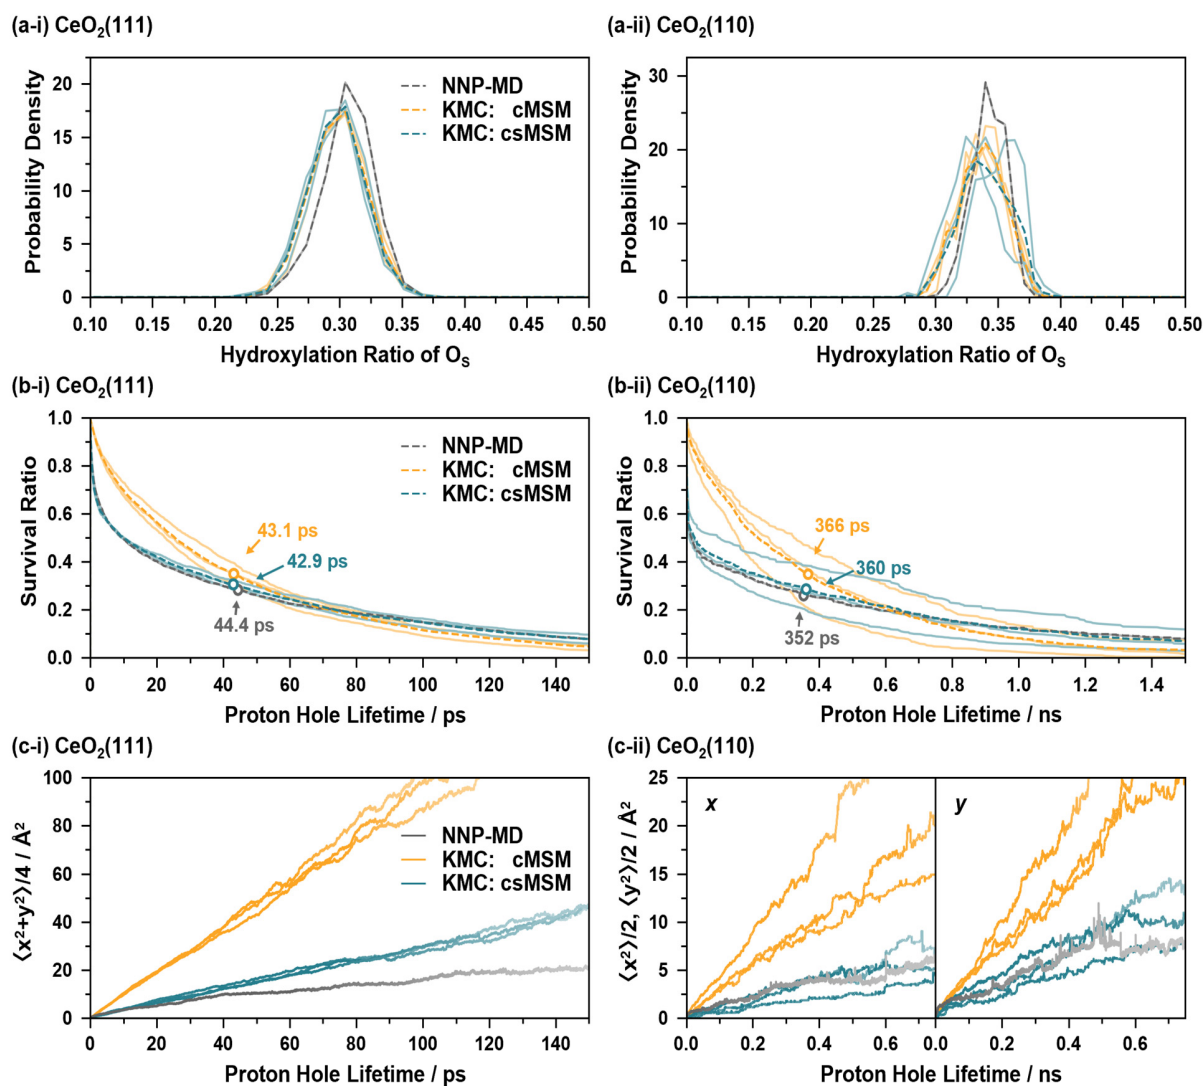 (a-i) CeO₂(111)
(a-ii) CeO₂(110)
Probability Density
20
15
10
5
0
NNP-MD
KMC: cMSM
KMC: csMSM
0.10 0.15 0.20 0.25 0.30 0.35 0.40 0.45 0.50
Hydroxylation Ratio of Oₛ
Probability Density
30
20
10
0
0.10 0.15 0.20 0.25 0.30 0.35 0.40 0.45 0.50
Hydroxylation Ratio of Oₛ
(b-i) CeO₂(111)
(b-ii) CeO₂(110)
Survival Ratio
1.0
0.8
0.6
0.4
0.2
0.0
NNP-MD
KMC: cMSM
KMC: csMSM
43.1 ps
42.9 ps
44.4 ps
0 20 40 60 80 100 120 140
Proton Hole Lifetime / ps
Survival Ratio
1.0
0.8
0.6
0.4
0.2
0.0
366 ps
360 ps
352 ps
0.0 0.2 0.4 0.6 0.8 1.0 1.2 1.4
Proton Hole Lifetime / ns
(c-i) CeO₂(111)
(c-ii) CeO₂(110)
⟨x²+y²⟩/4 / Å²
100
80
60
40
20
0
NNP-MD
KMC: cMSM
KMC: csMSM
0 20 40 60 80 100 120 140
Proton Hole Lifetime / ps
⟨x²⟩/2, ⟨y²⟩/2 / Å²
25
20
15
10
5
0
x
y
0.0 0.2 0.4 0.6 0.0 0.2 0.4 0.6
Proton Hole Lifetime / ns